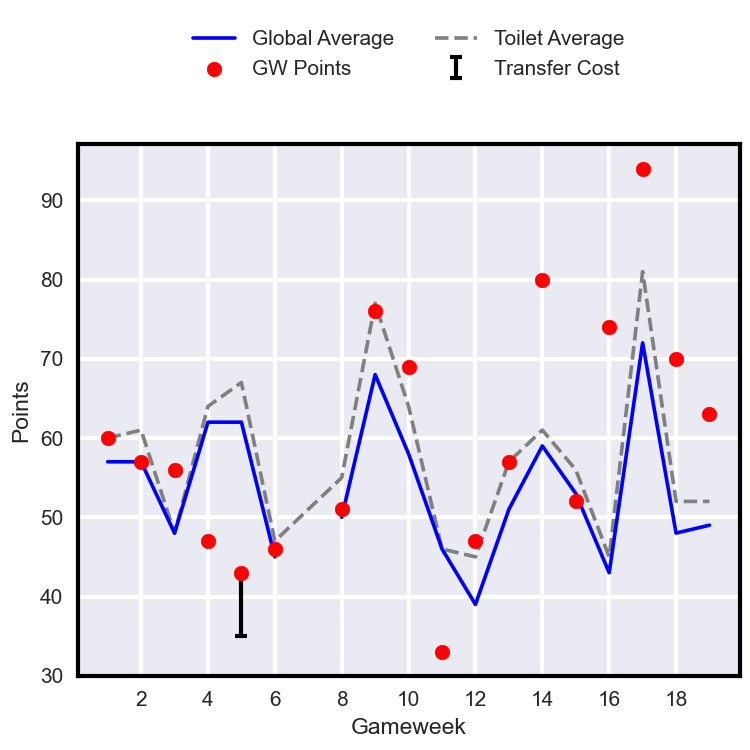 Global Average
Toilet Average
GW Points
Transfer Cost
90
80
70
60
50
40
30
Points
2 4 6 8 10 12 14 16 18
Gameweek